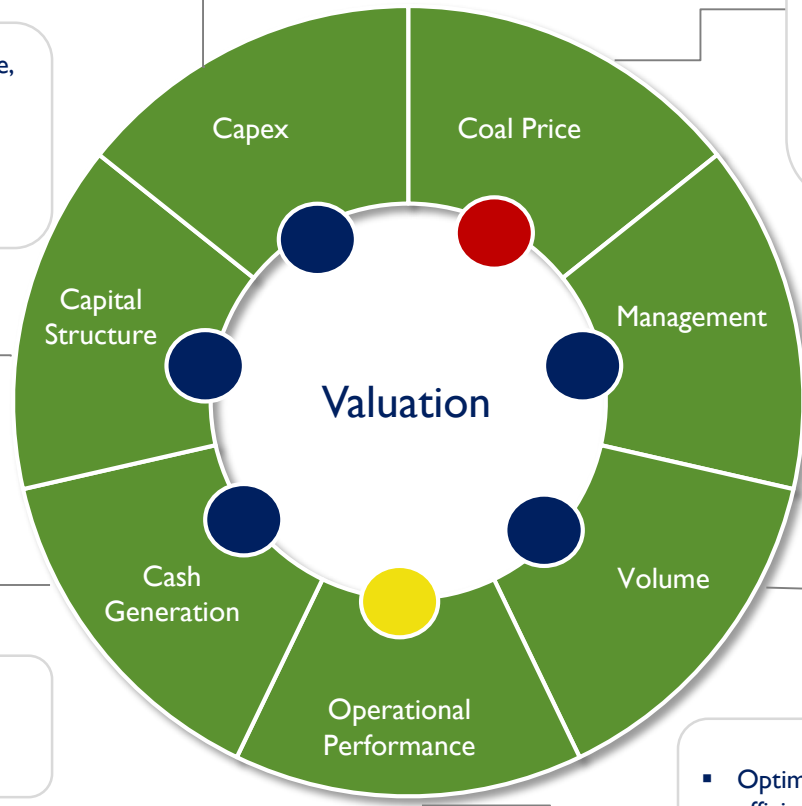 e,
Capex
Coal Price
Capital
Structure
Management
Valuation
Cash
Generation
Volume
Operational
Performance
▪ Optim